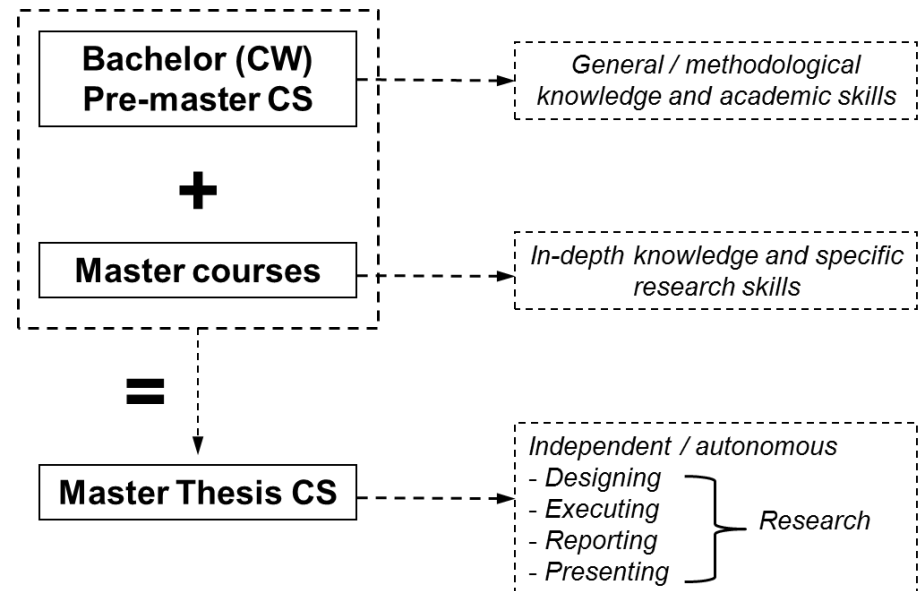 Bachelor (CW)
Pre-master CS
General / methodological
knowledge and academic skills
+
Master courses
In-depth knowledge and specific
research skills
=
Master Thesis CS
Independent / autonomous
- Designing
- Executing
- Reporting
- Presenting
Research